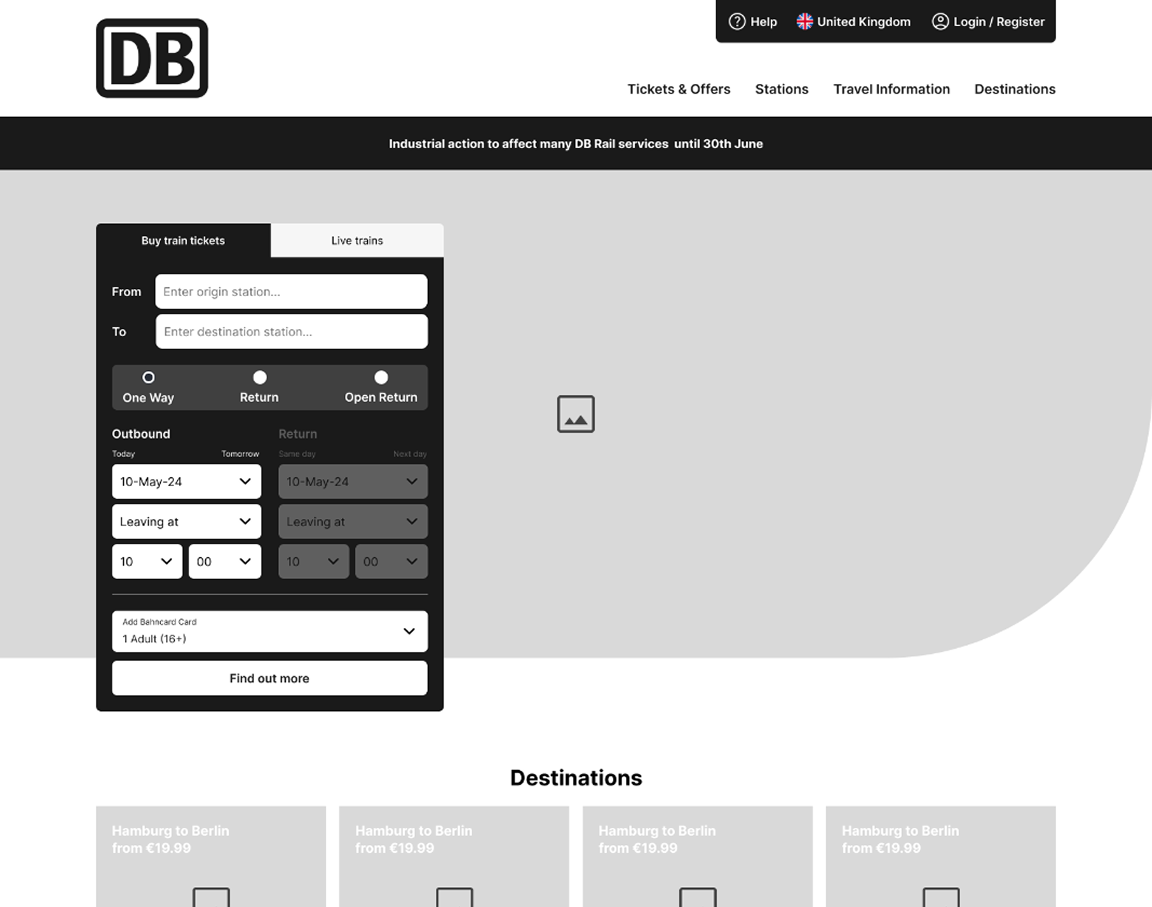 DB
Help
United Kingdom
Login / Register
Tickets & Offers
Stations
Travel Information
Destinations
Industrial action to affect many DB Rail services  until 30th June
Buy train tickets
Live trains
From
Enter origin station...
To
Enter destination station...
One Way
Return
Open Return
Outbound
Return
Today
Tomorrow
Same day
Next day
10-May-24
10-May-24
Leaving at
Leaving at
10
00
10
00
Add Bahncard Card
1 Adult (16+)
Find out more
Destinations
Hamburg to Berlin
from €19.99
Hamburg to Berlin
from €19.99
Hamburg to Berlin
from €19.99
Hamburg to Berlin
from €19.99